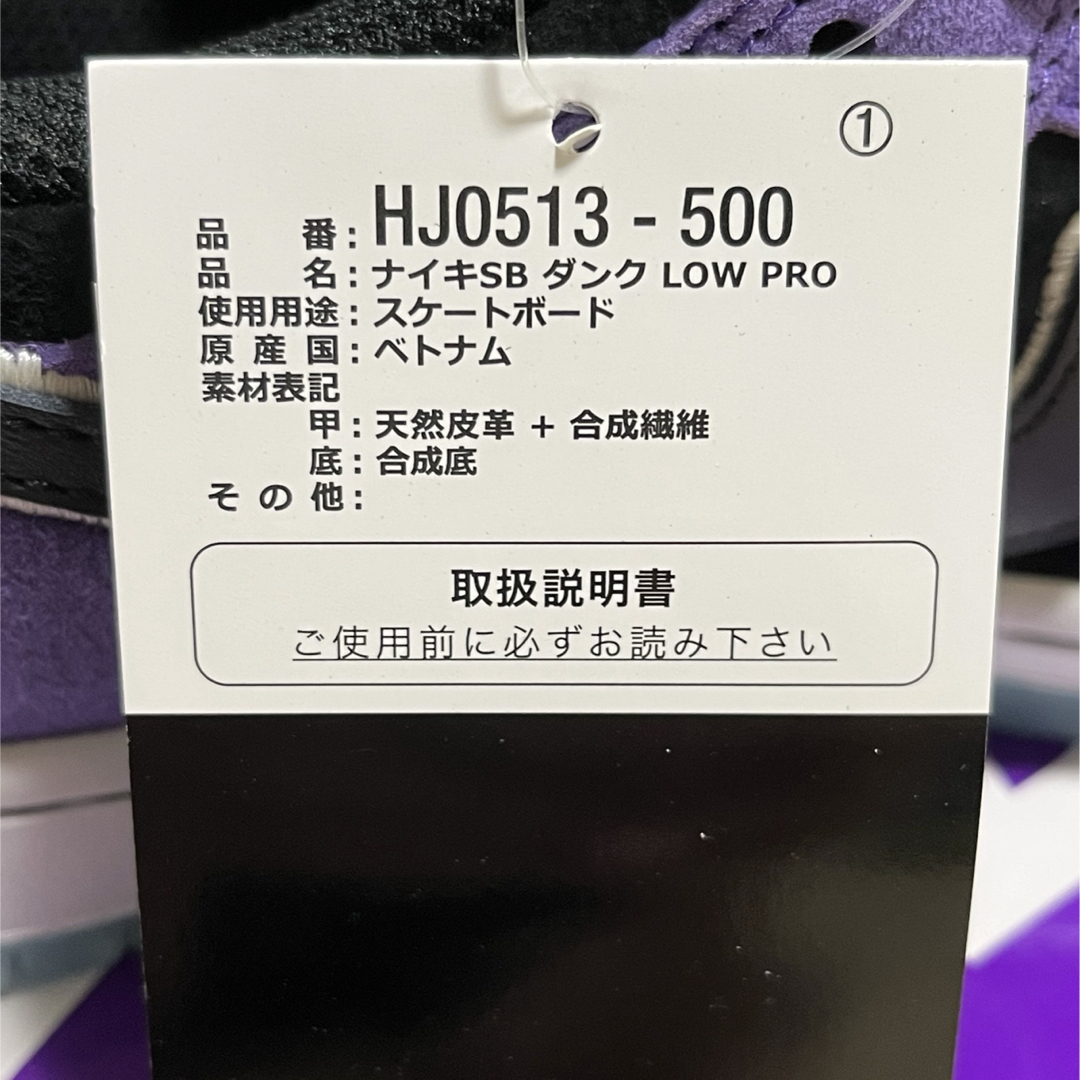 ①
品番：HJ0513 - 500
品名：ナイキSB ダンク LOW PRO
使用用途：スケートボード
原産国：ベトナム
素材表記
甲：天然皮革 + 合成繊維
底：合成底
その他：
取扱説明書
ご使用前に必ずお読み下さい